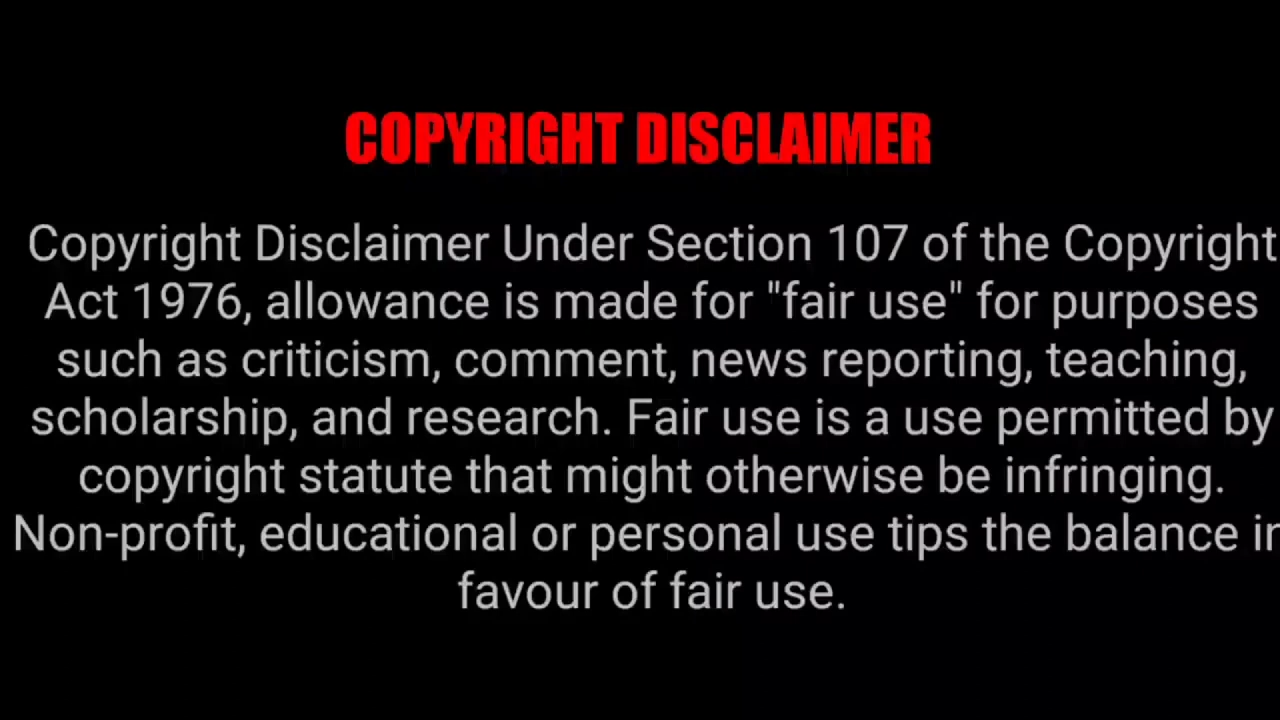 COPYRIGHT DISCLAIMER
Copyright Disclaimer Under Section 107 of the Copyright
Act 1976, allowance is made for "fair use" for purposes
such as criticism, comment, news reporting, teaching,
scholarship, and research. Fair use is a use permitted by
copyright statute that might otherwise be infringing.
Non-profit, educational or personal use tips the balance in
favour of fair use.